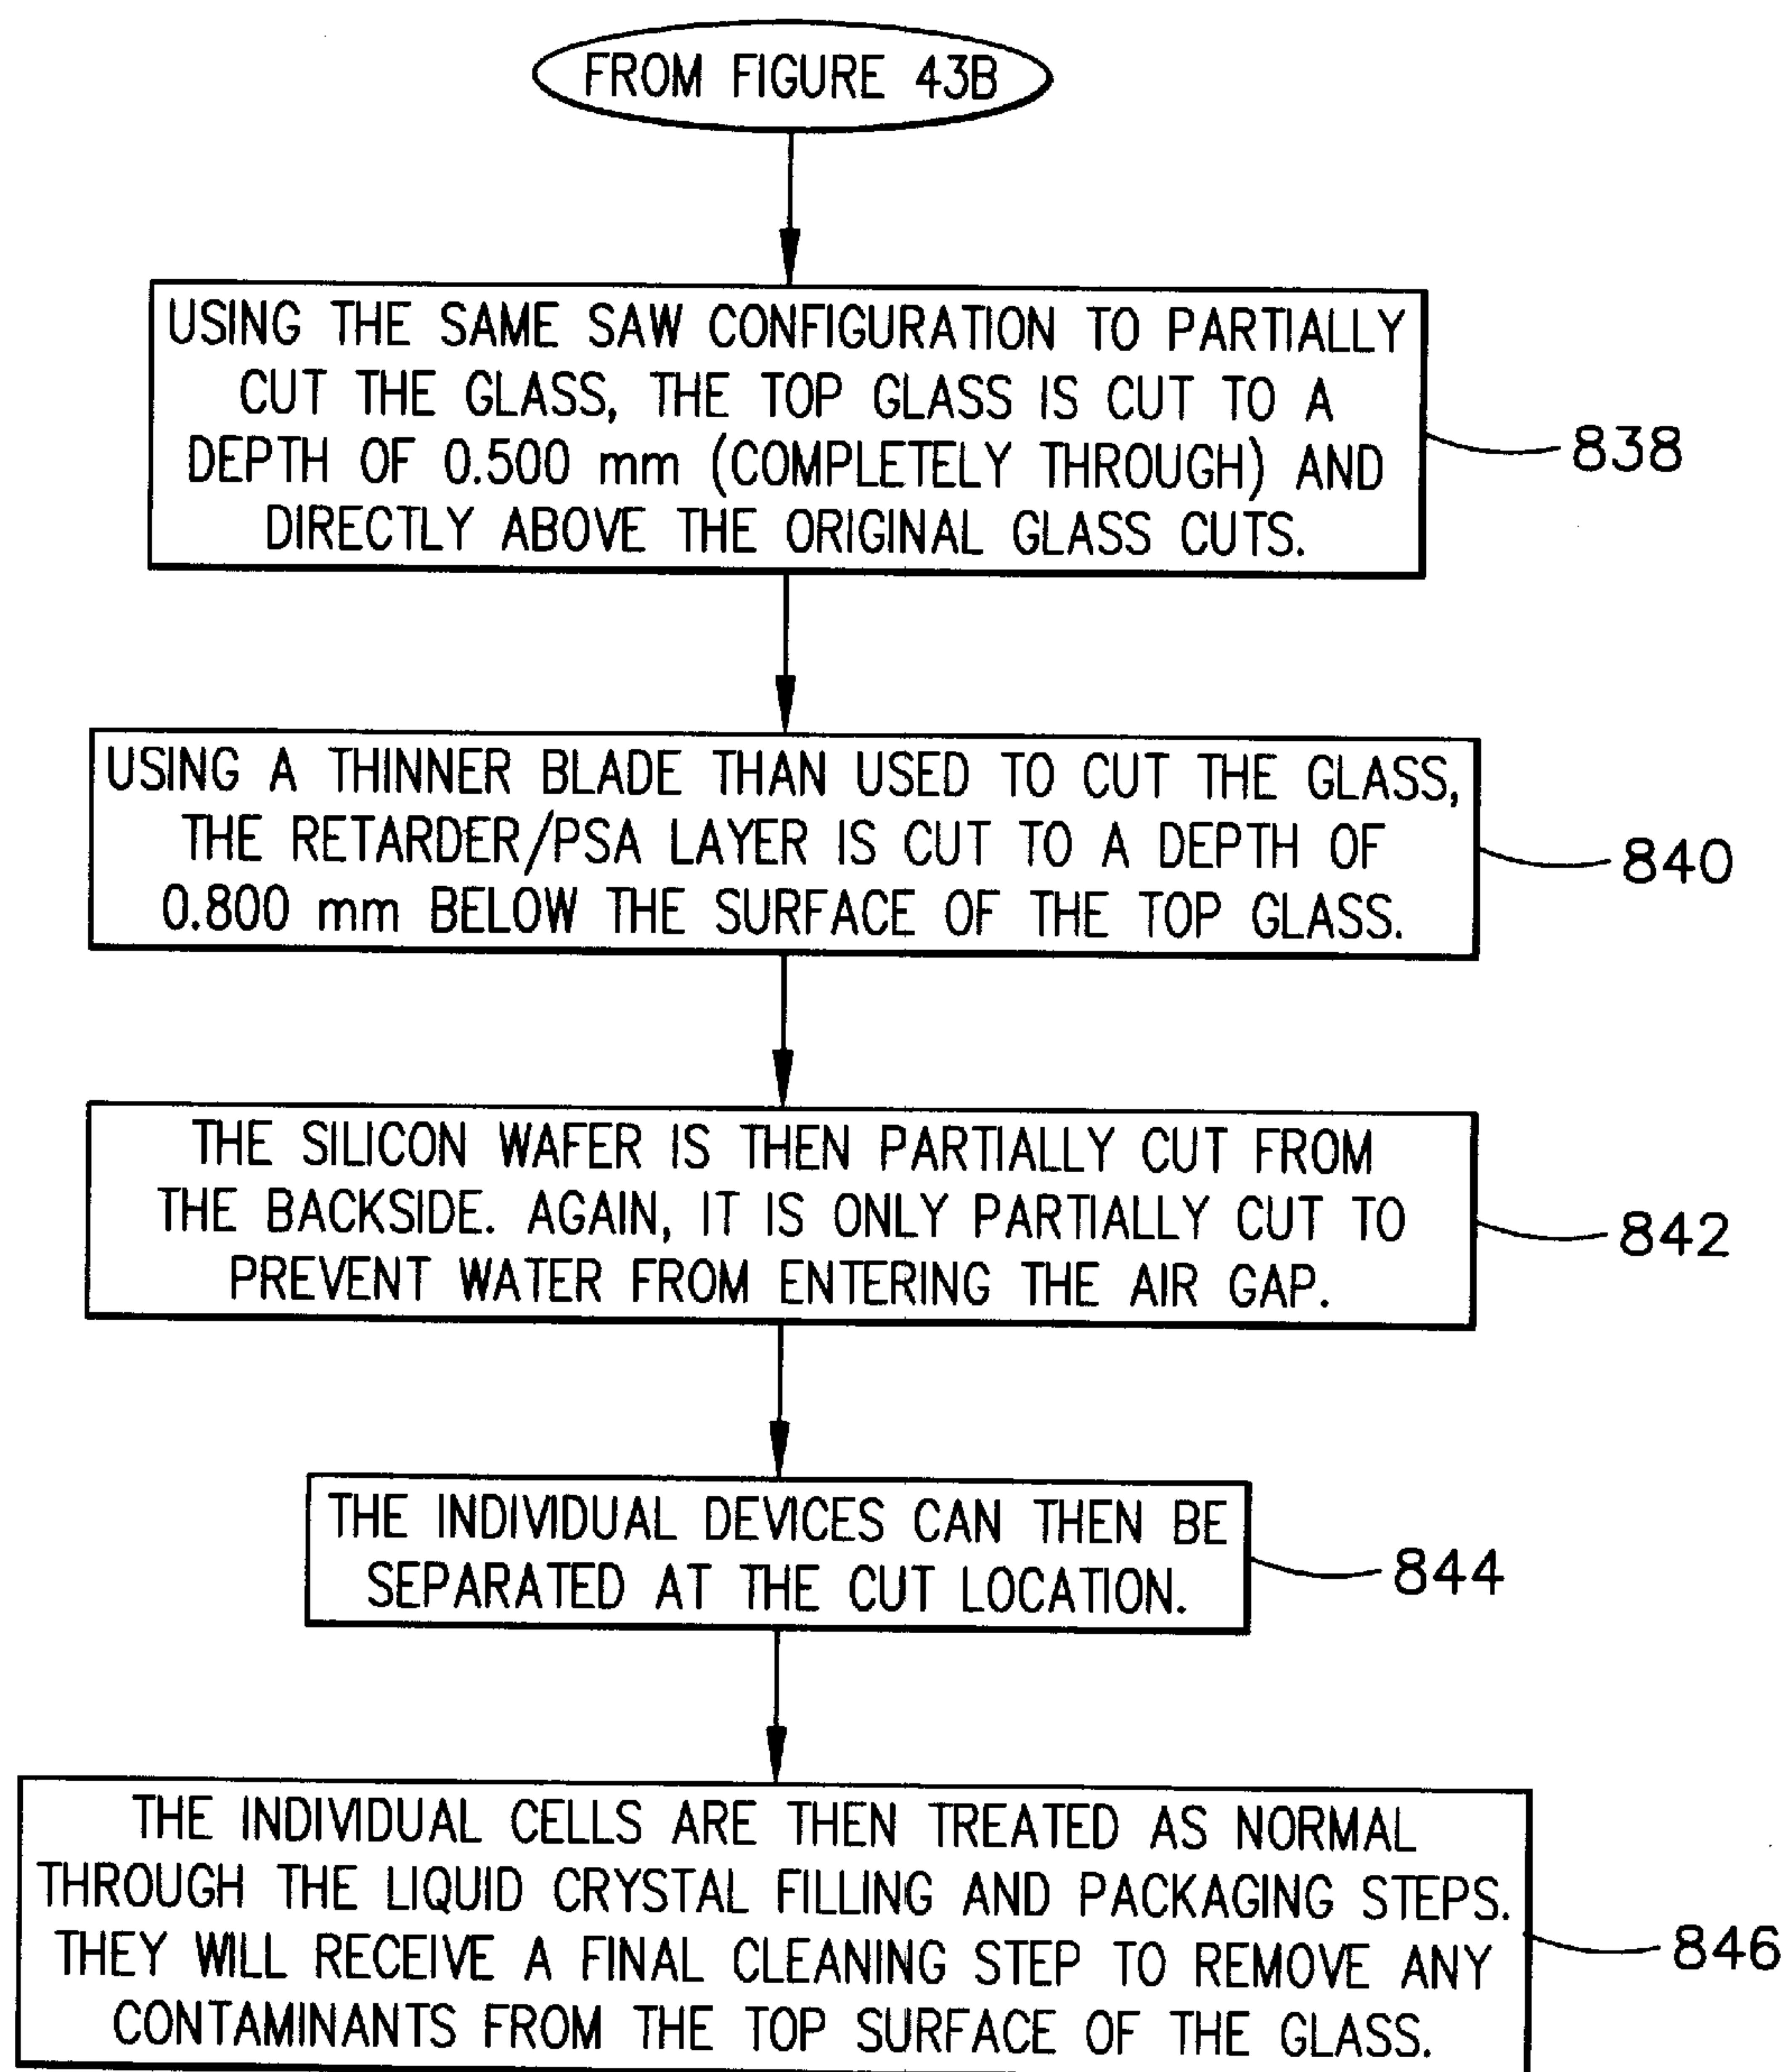 FROM FIGURE 43B
USING THE SAME SAW CONFIGURATION TO PARTIALLY
CUT THE GLASS, THE TOP GLASS IS CUT TO A
DEPTH OF 0.500 mm (COMPLETELY THROUGH) AND
DIRECTLY ABOVE THE ORIGINAL GLASS CUTS.
838
USING A THINNER BLADE THAN USED TO CUT THE GLASS,
THE RETARDER/PSA LAYER IS CUT TO A DEPTH OF
0.800 mm BELOW THE SURFACE OF THE TOP GLASS.
840
THE SILICON WAFER IS THEN PARTIALLY CUT FROM
THE BACKSIDE. AGAIN, IT IS ONLY PARTIALLY CUT TO
PREVENT WATER FROM ENTERING THE AIR GAP.
842
THE INDIVIDUAL DEVICES CAN THEN BE
SEPARATED AT THE CUT LOCATION.
844
THE INDIVIDUAL CELLS ARE THEN TREATED AS NORMAL
THROUGH THE LIQUID CRYSTAL FILLING AND PACKAGING STEPS.
THEY WILL RECEIVE A FINAL CLEANING STEP TO REMOVE ANY
CONTAMINANTS FROM THE TOP SURFACE OF THE GLASS.
846